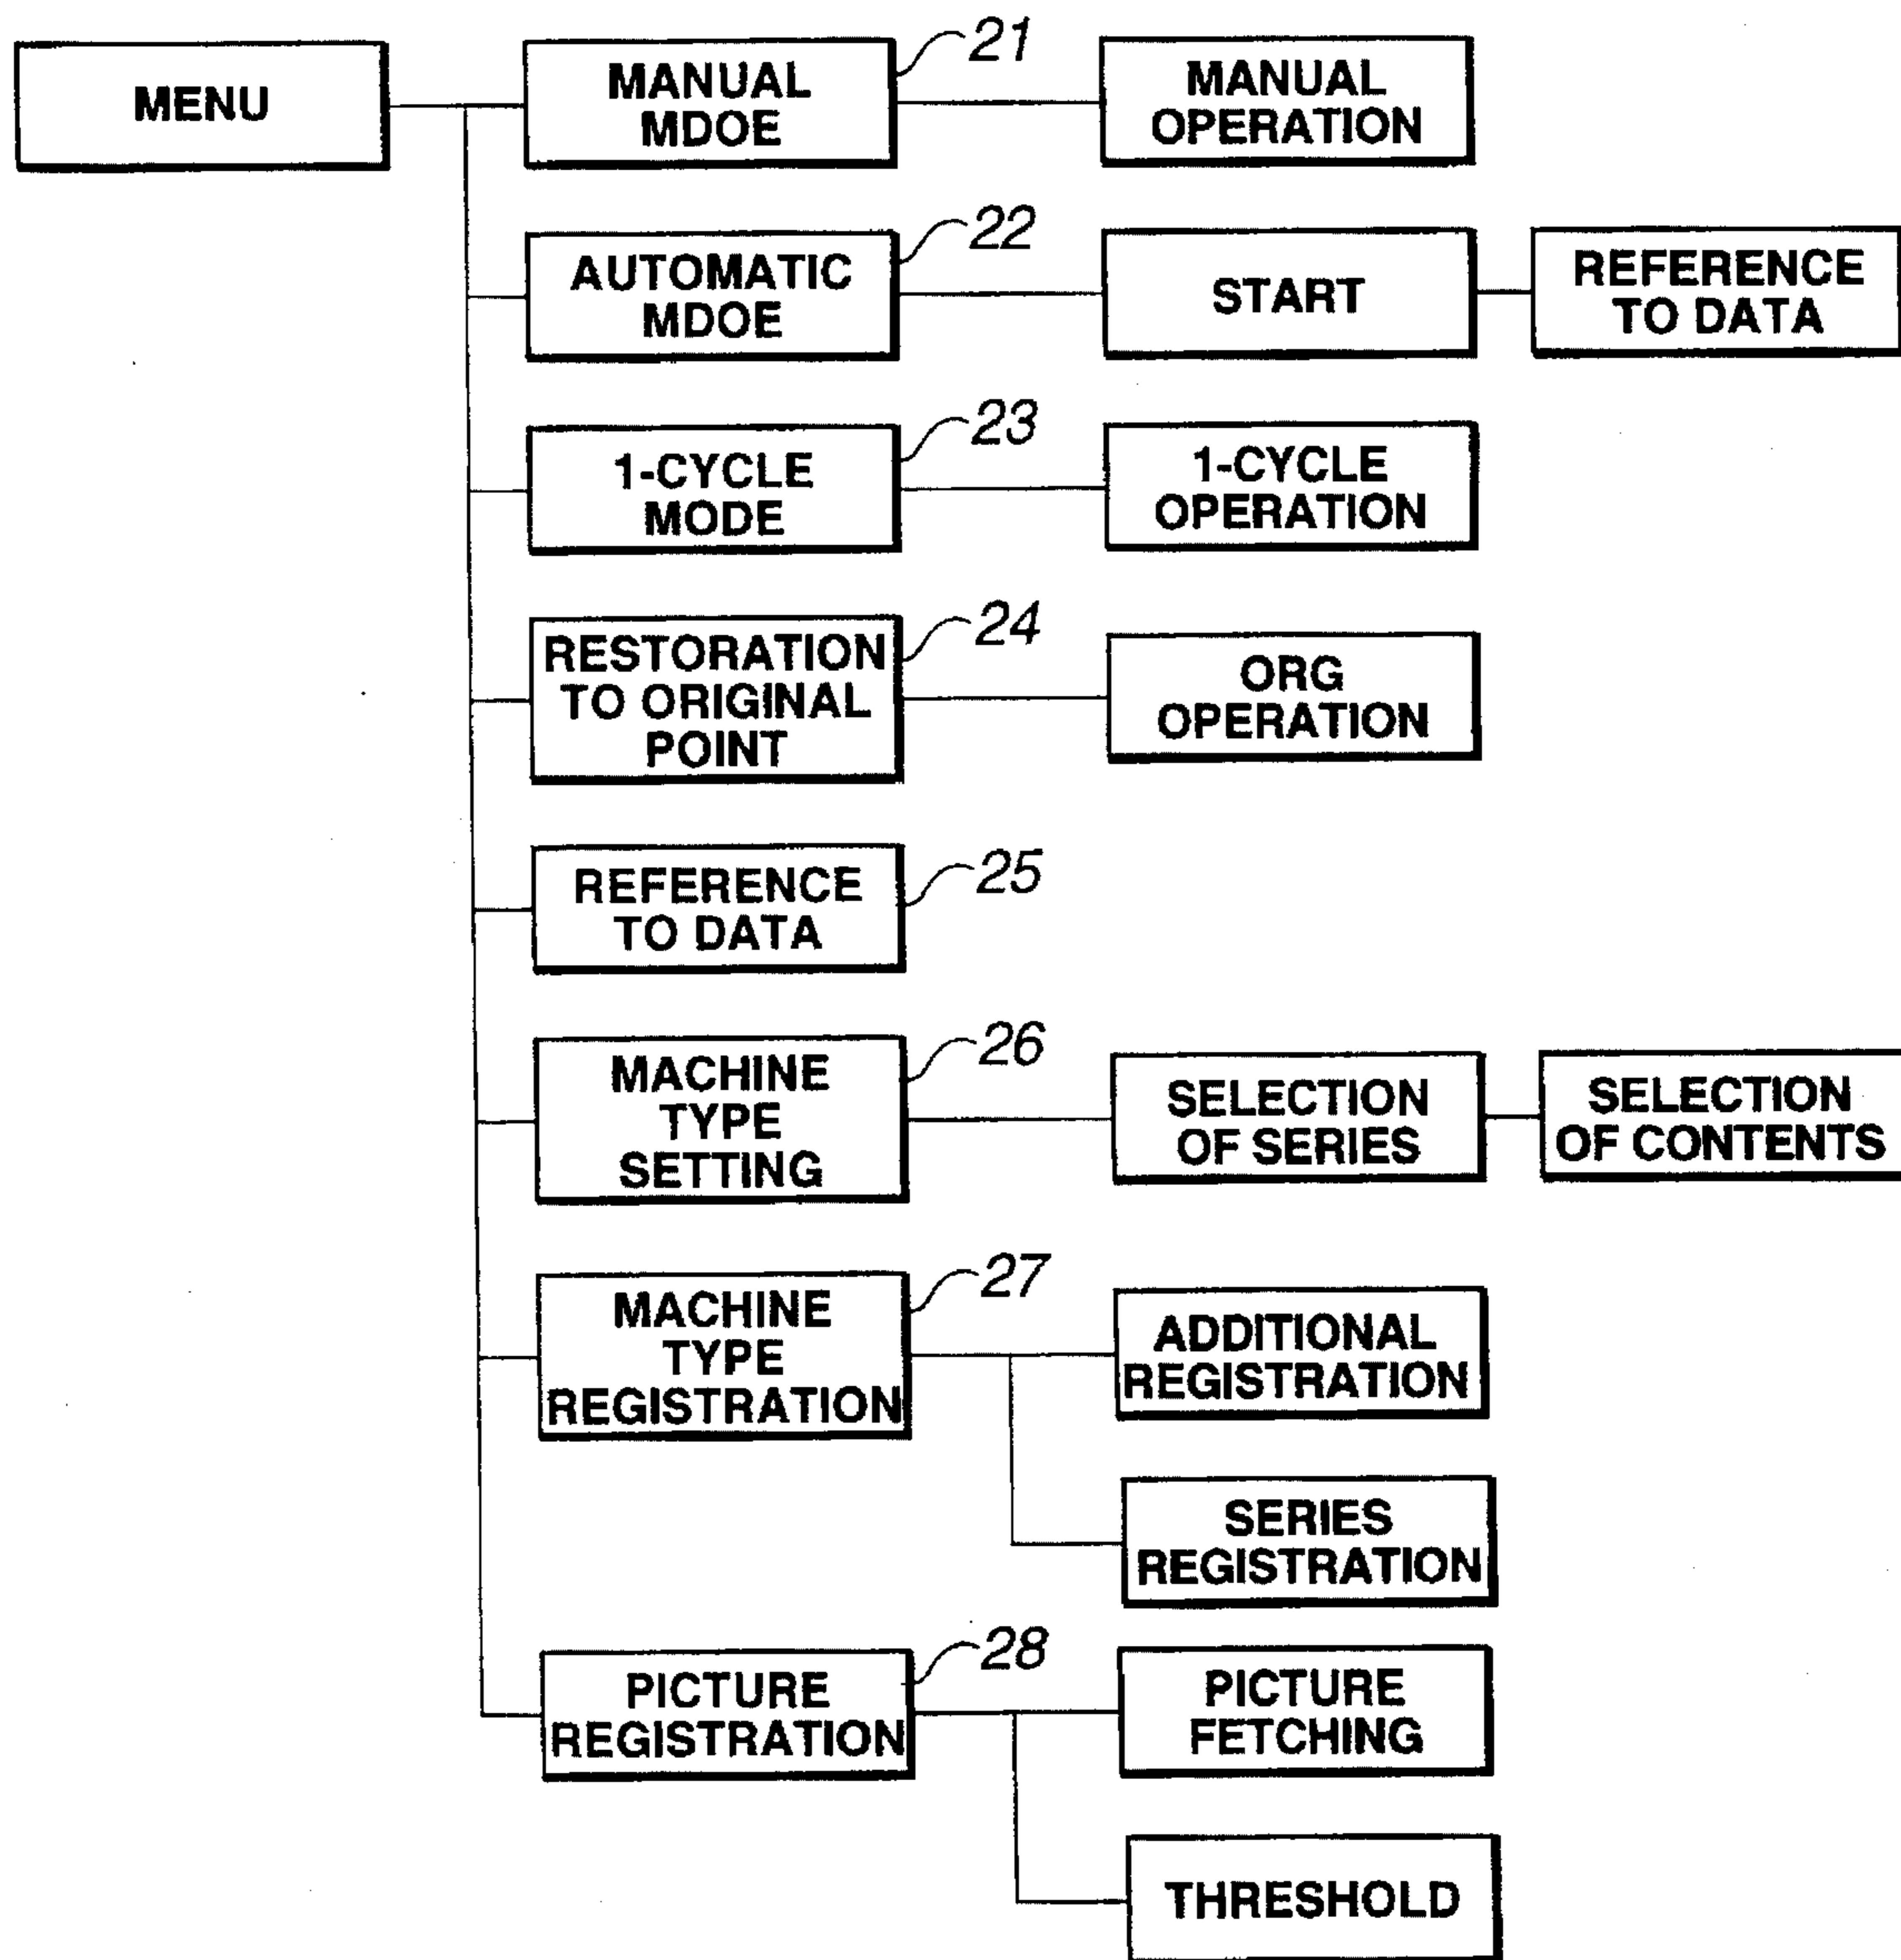 MENU
MANUAL
MDOE
21
MANUAL
OPERATION
AUTOMATIC
MDOE
22
START
REFERENCE
TO DATA
1-CYCLE
MODE
23
1-CYCLE
OPERATION
RESTORATION
TO ORIGINAL
POINT
24
ORG
OPERATION
REFERENCE
TO DATA
25
MACHINE
TYPE
SETTING
26
SELECTION
OF SERIES
SELECTION
OF CONTENTS
MACHINE
TYPE
REGISTRATION
27
ADDITIONAL
REGISTRATION
SERIES
REGISTRATION
PICTURE
REGISTRATION
28
PICTURE
FETCHING
THRESHOLD